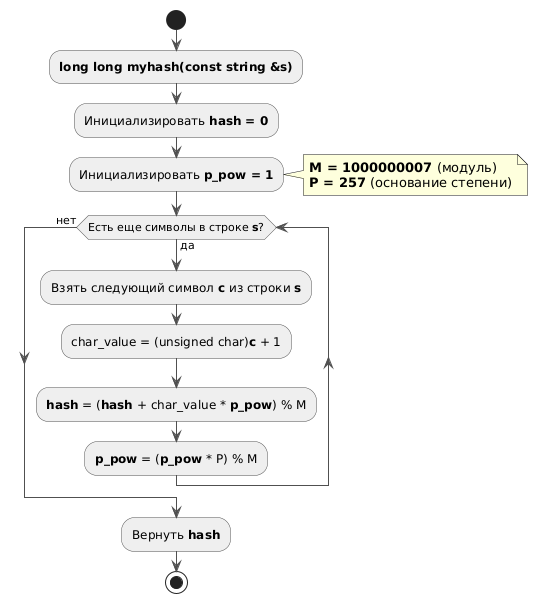 long long myhash(const string &s)
Инициализировать hash = 0
Инициализировать p_pow = 1
M = 1000000007 (модуль)
P = 257 (основание степени)
нет
Есть еще символы в строке s?
да
Взять следующий символ c из строки s
char_value = (unsigned char)c + 1
hash = (hash + char_value * p_pow) % M
p_pow = (p_pow * P) % M
Вернуть hash